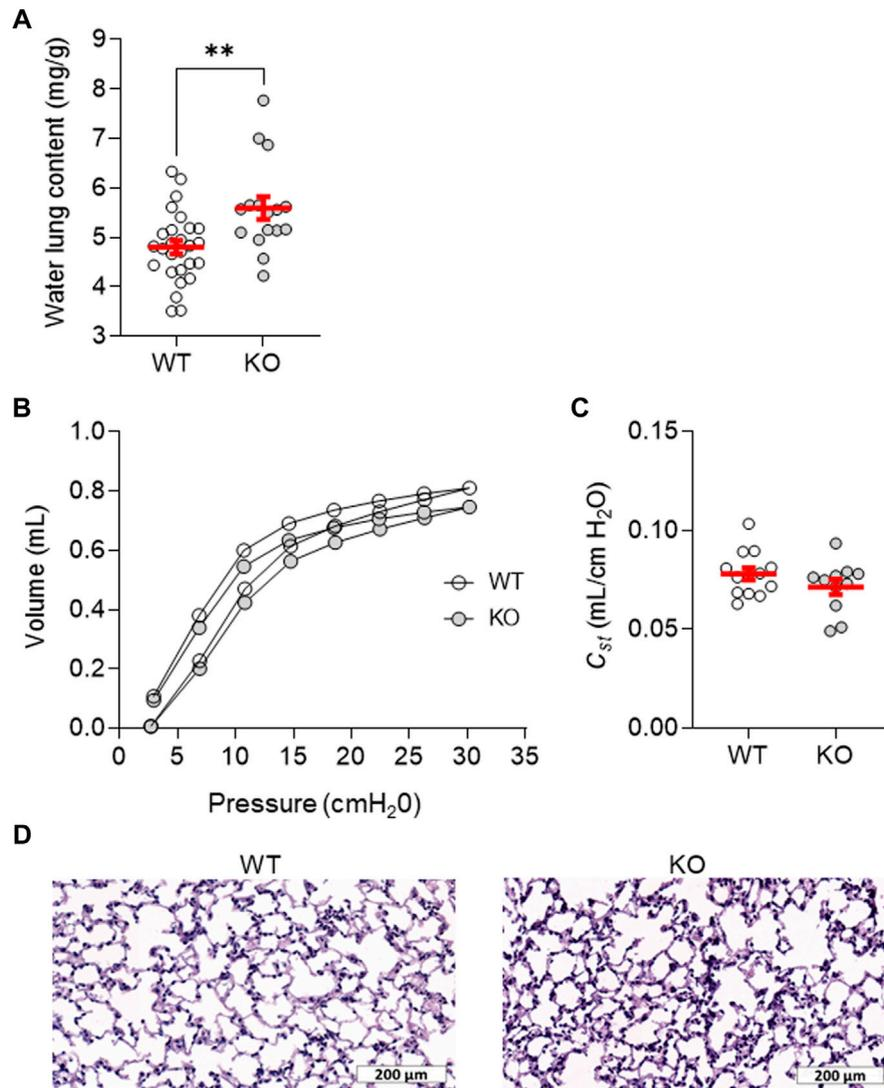 A
Water lung content (mg/g)
9
8
7
6
5
4
3
**
WT
KO
B
Volume (mL)
1.0
0.8
0.6
0.4
0.2
0.0
0
5
10
15
20
25
30
35
Pressure (cmH₂0)
WT
KO
C
Cst (mL/cm H₂O)
0.15
0.10
0.05
0.00
WT
KO
D
WT
KO
200 µm
200 µm